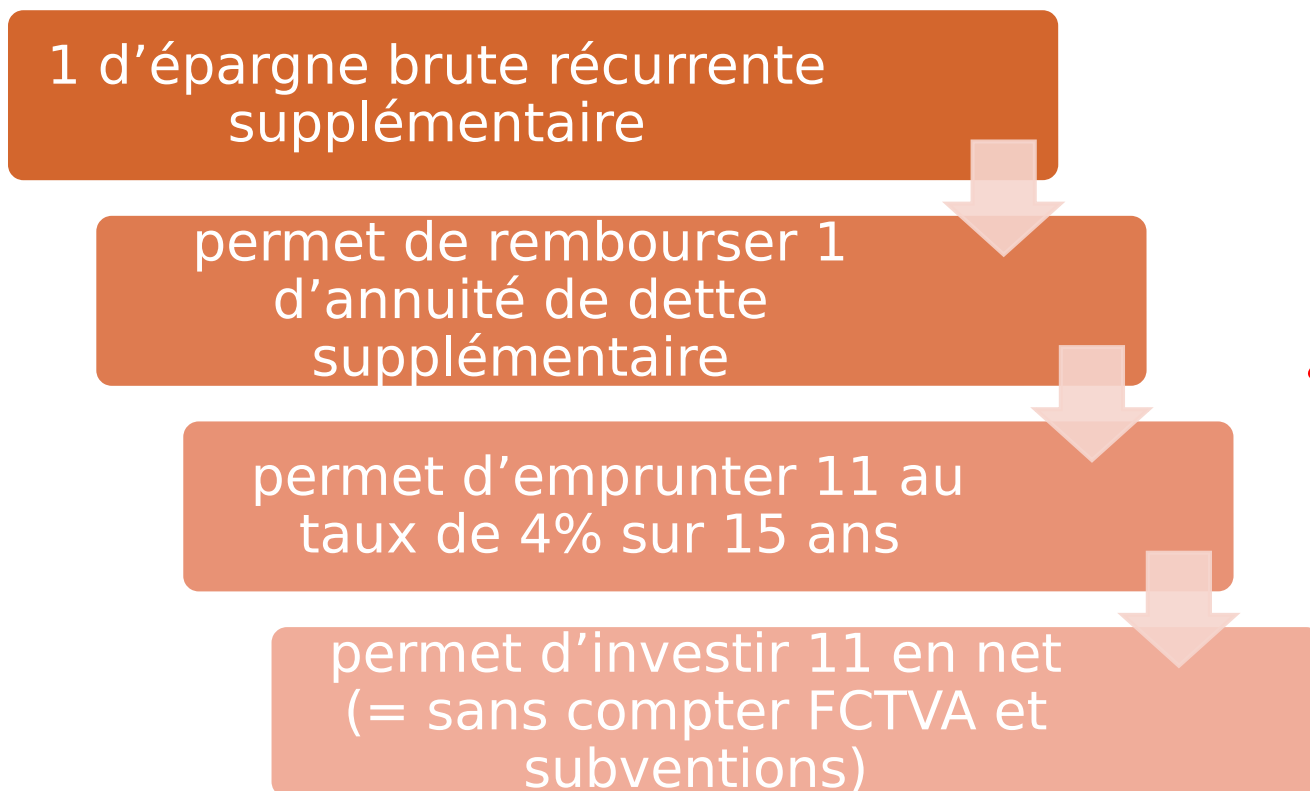 1 d’épargne brute récurrente
supplémentaire
permet de rembourser 1
d’annuité de dette
supplémentaire
permet d’emprunter 11 au
taux de 4% sur 15 ans
permet d’investir 11 en net
(= sans compter FCTVA et
subventions)